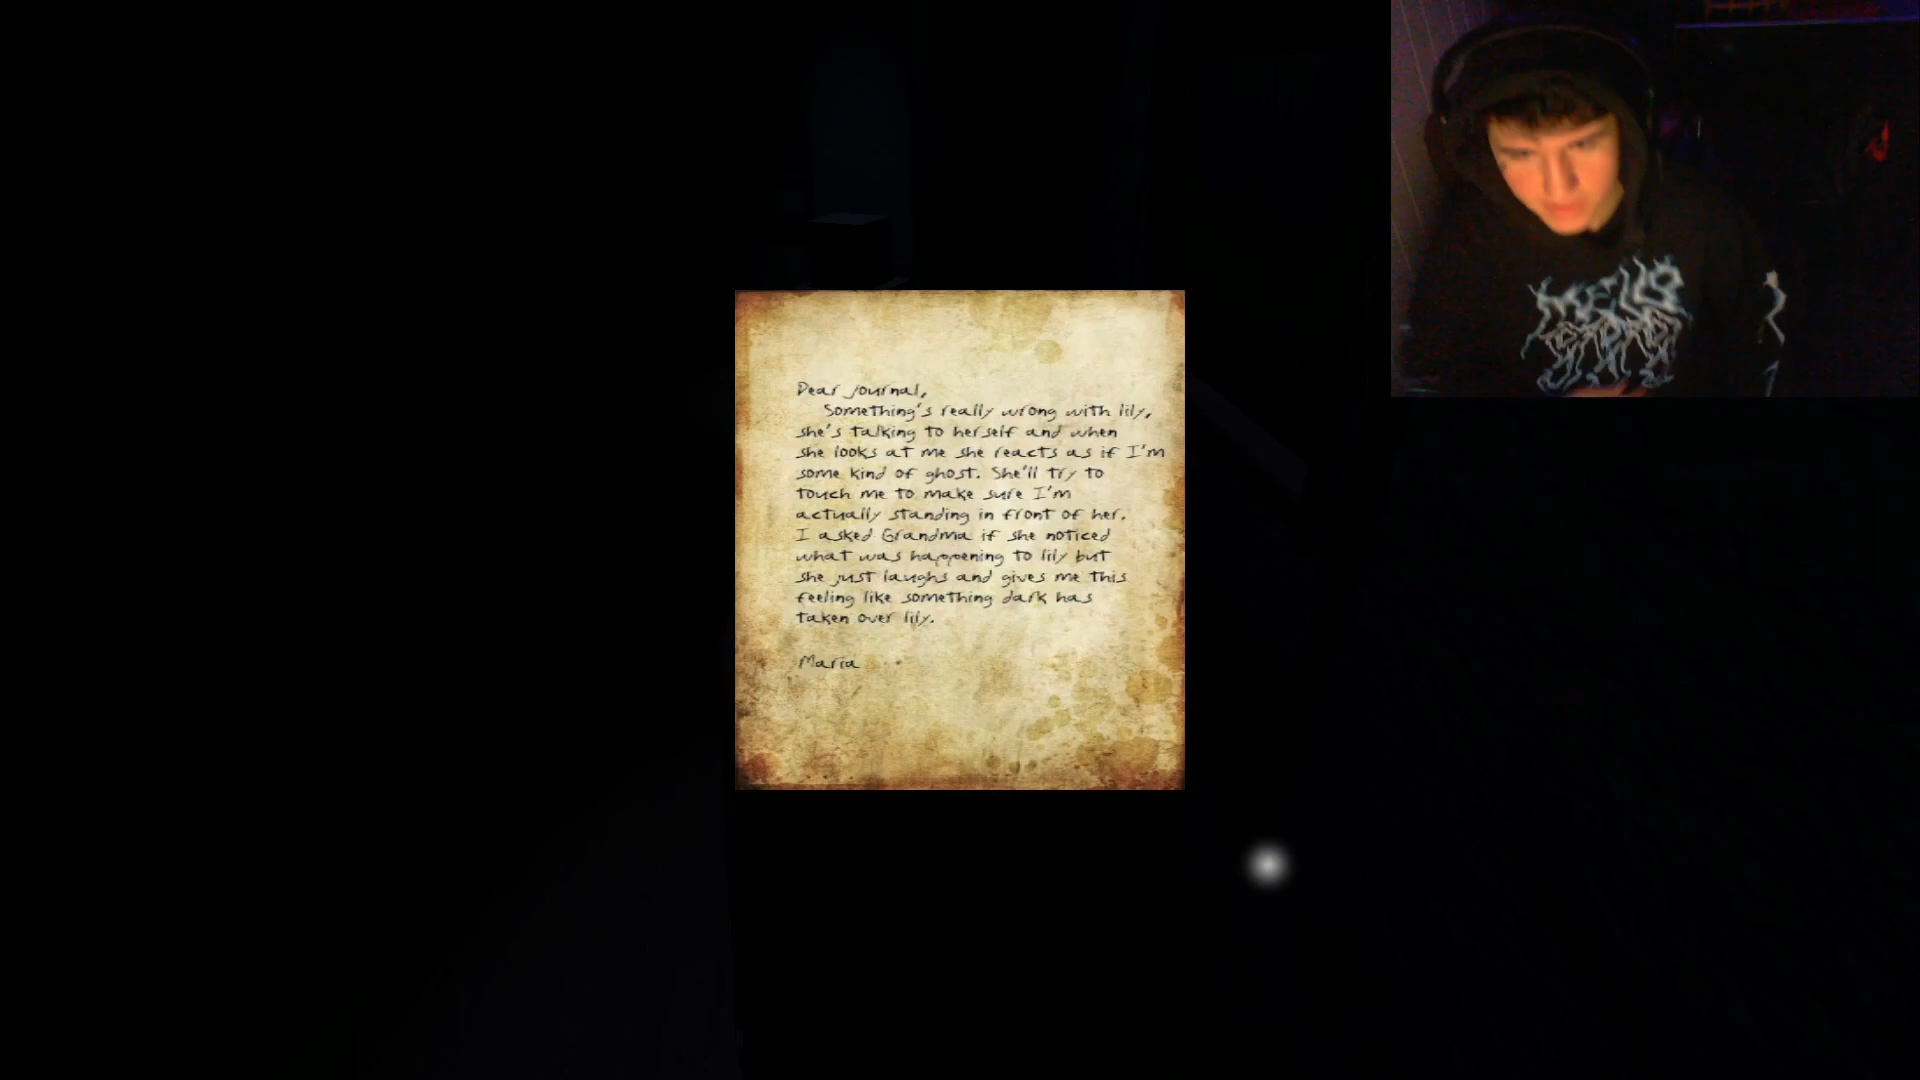 Dear journal,
Something's really wrong with lily,
she's talking to herself and when
she looks at me she reacts as if I'm
some kind of ghost. She'll try to
touch me to make sure I'm
actually standing in front of her.
I asked Grandma if she noticed
what was happening to lily but
she just laughs and gives me this
feeling like something dark has
taken over lily.
Maria